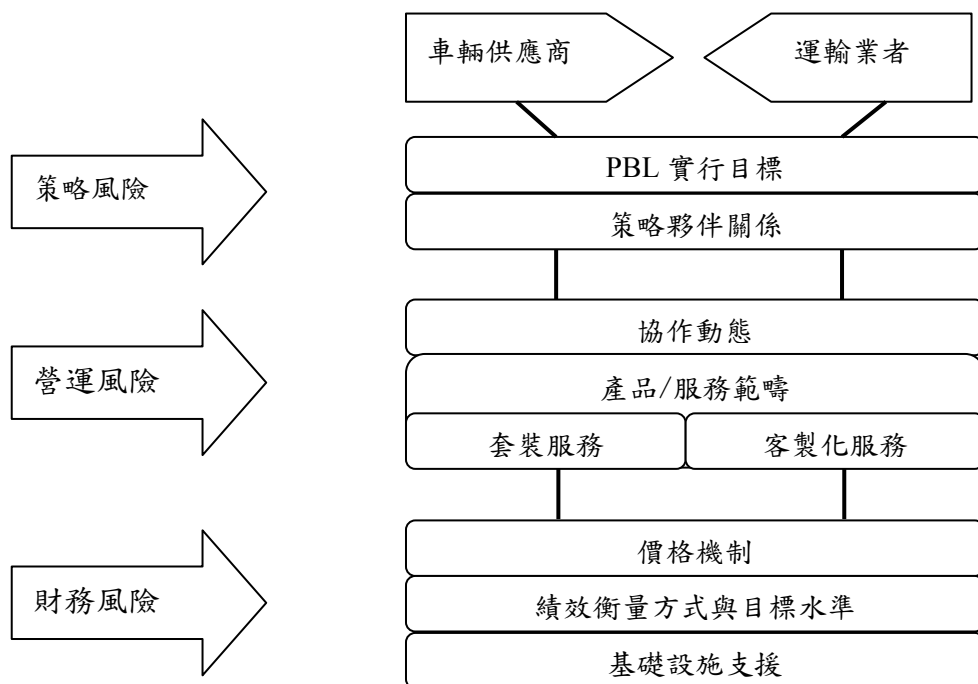 車輛供應商
運輸業者
策略風險
PBL 實行目標
策略夥伴關係
營運風險
協作動態
產品/服務範疇
套裝服務
客製化服務
財務風險
價格機制
績效衡量方式與目標水準
基礎設施支援